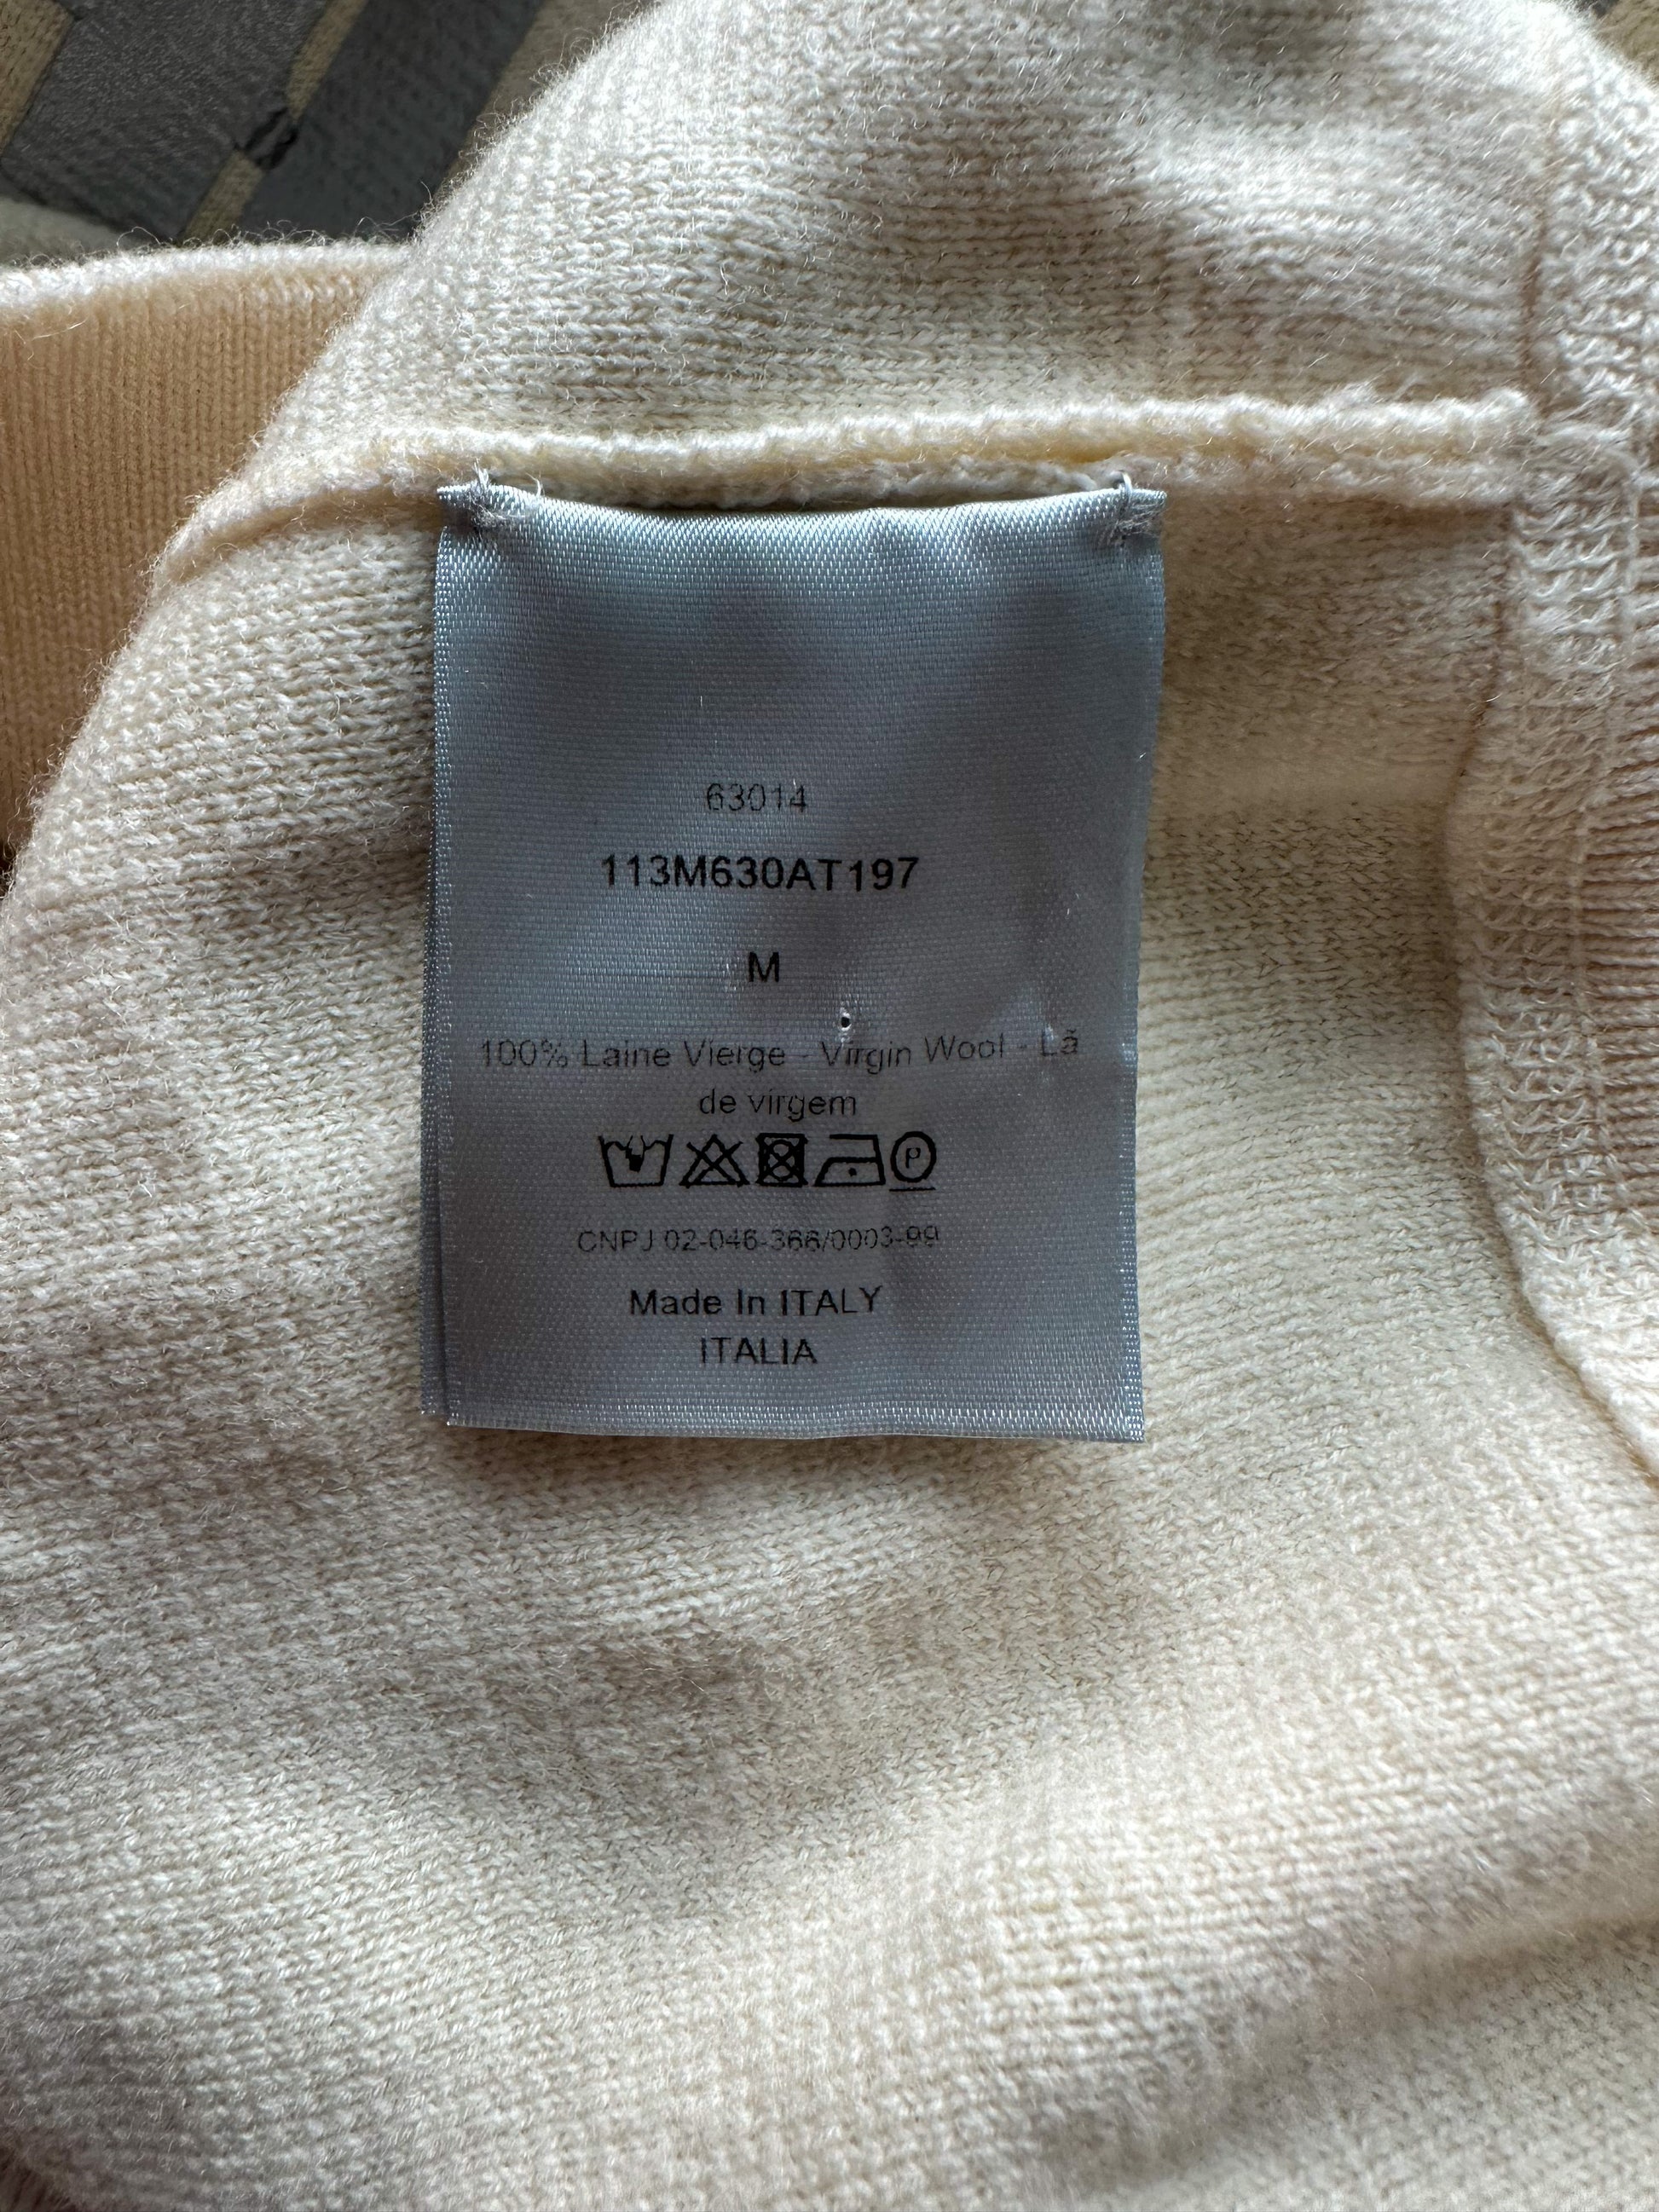 63014
113M630AT197
M
100% Laine Vierge - Virgin Wool - Lã
de virgem
P
CNPJ 02-046-366/0003-99
Made In ITALY
ITALIA